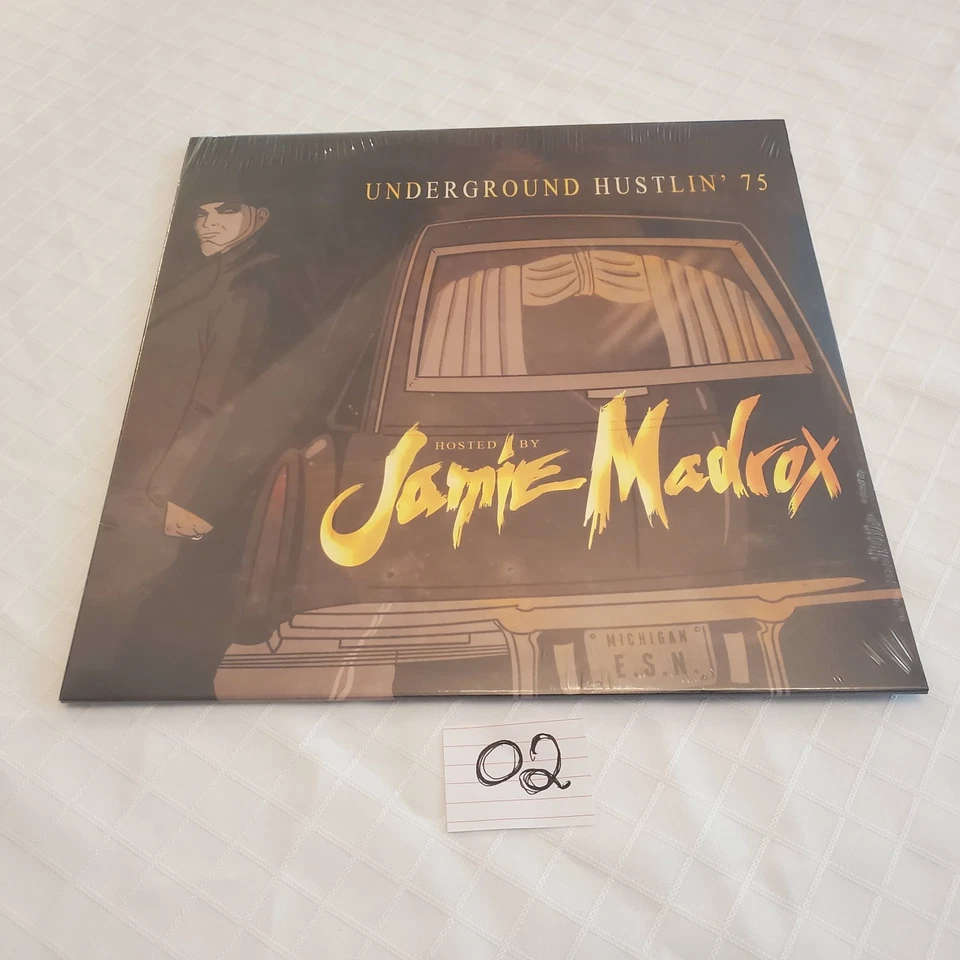 UNDERGROUND HUSTLIN' 75
HOSTED BY
Jamie Madrox
MICHIGAN
E.S.N.
02